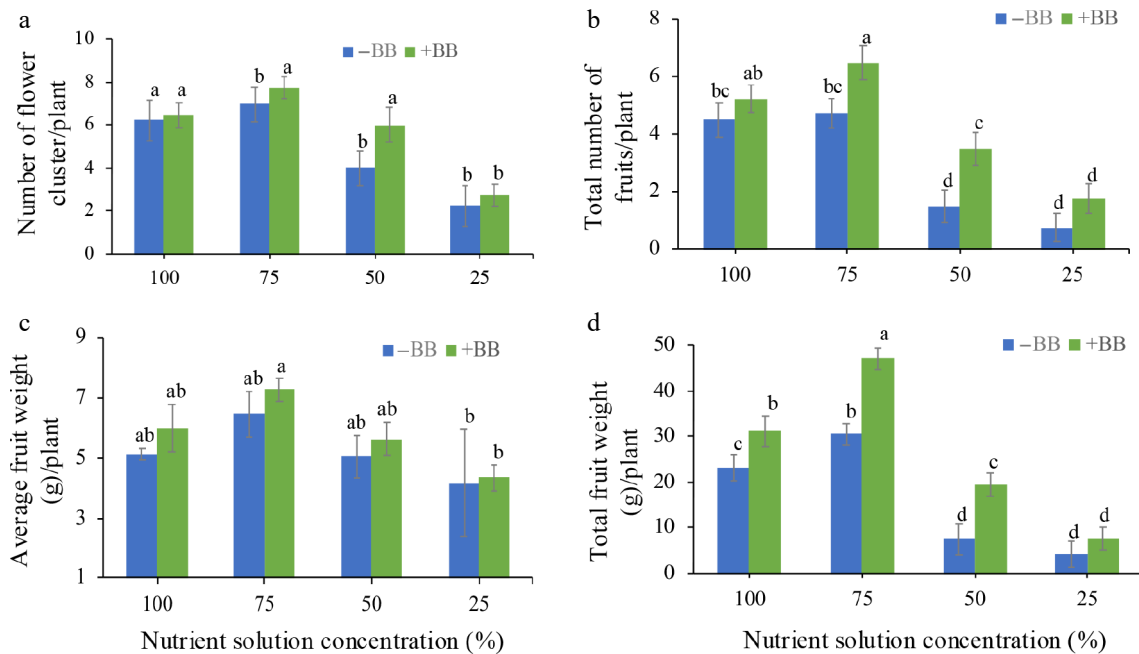 a
Number of flower
cluster/plant
–BB +BB
10
8
6
4
2
0
a a b a b a b b
100 75 50 25
b
Total number of
fruits/plant
–BB +BB
8
6
4
2
0
bc ab bc a d c d d
100 75 50 25
c
Average fruit weight
(g)/plant
–BB +BB
9
7
5
3
1
ab ab ab a ab ab b b
100 75 50 25
Nutrient solution concentration (%)
d
Total fruit weight
(g)/plant
–BB +BB
50
40
30
20
10
0
c b b a d c d d
100 75 50 25
Nutrient solution concentration (%)